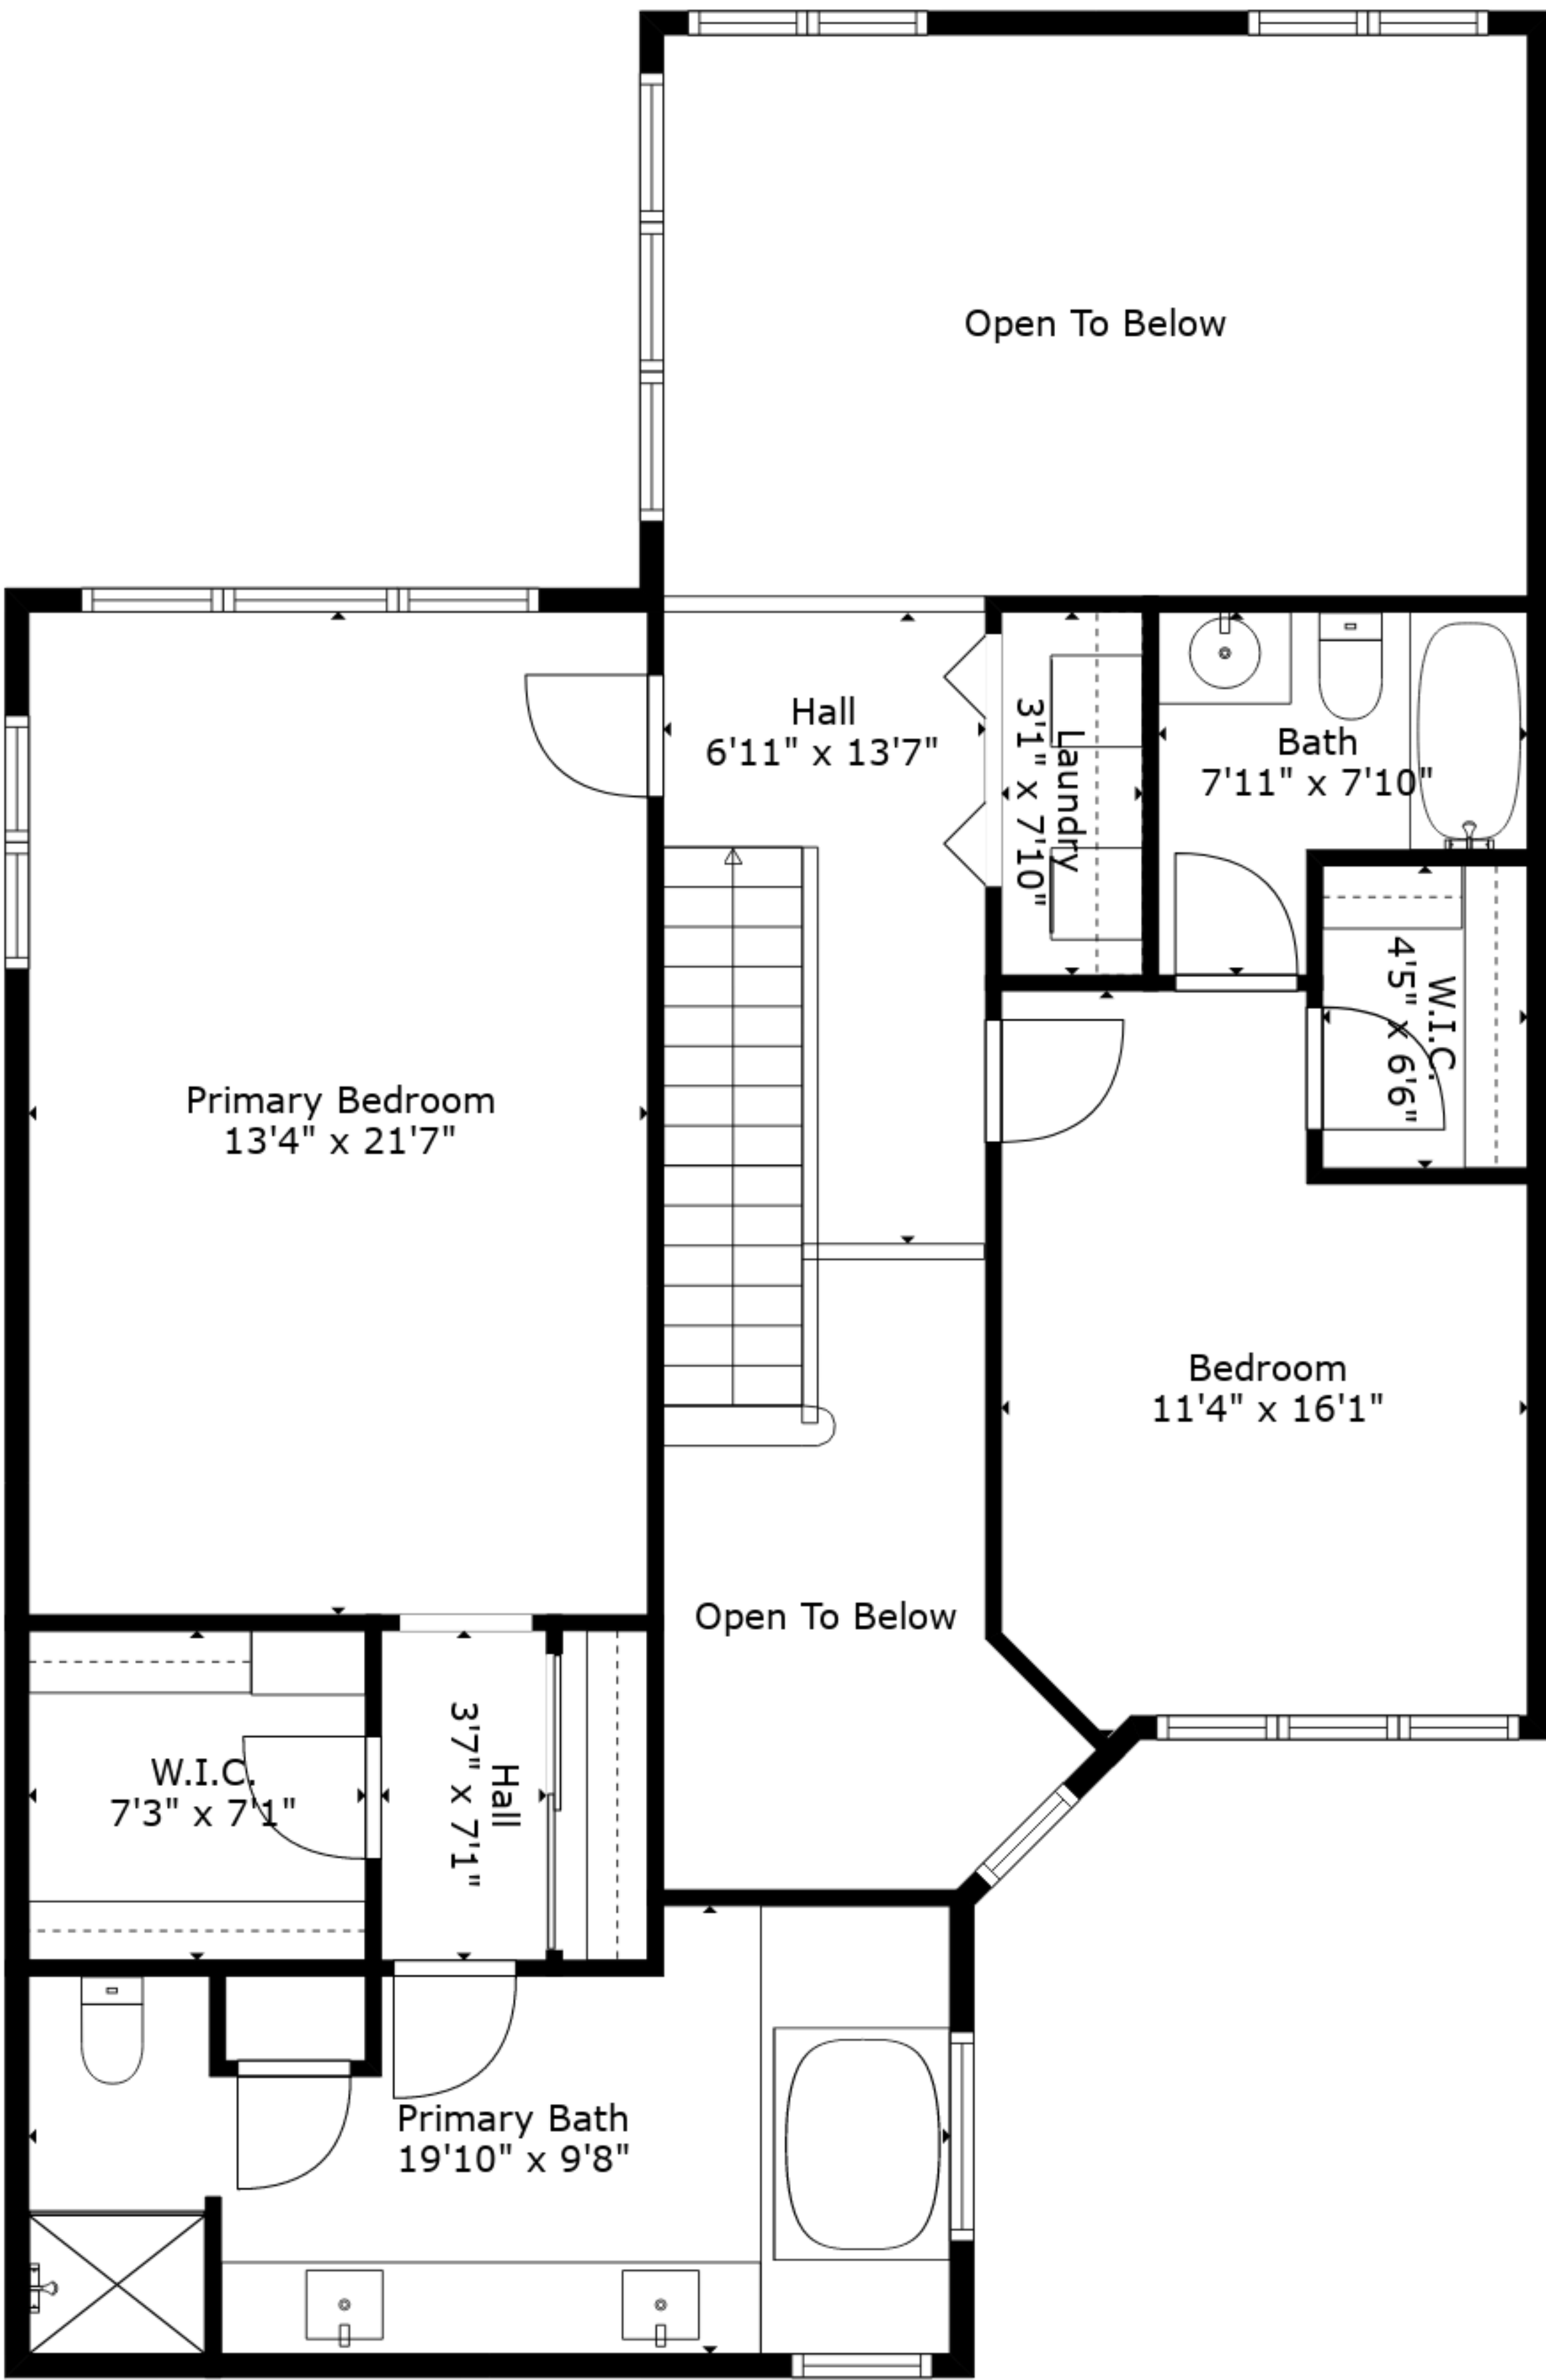 Open To Below
Hall
6'11" x 13'7"
Laundry
3'1" x 7'10"
Bath
7'11" x 7'10"
W.I.C.
4'5" x 6'6"
Primary Bedroom
13'4" x 21'7"
Bedroom
11'4" x 16'1"
Open To Below
W.I.C.
7'3" x 7'1"
Hall
3'7" x 7'1"
Primary Bath
19'10" x 9'8"